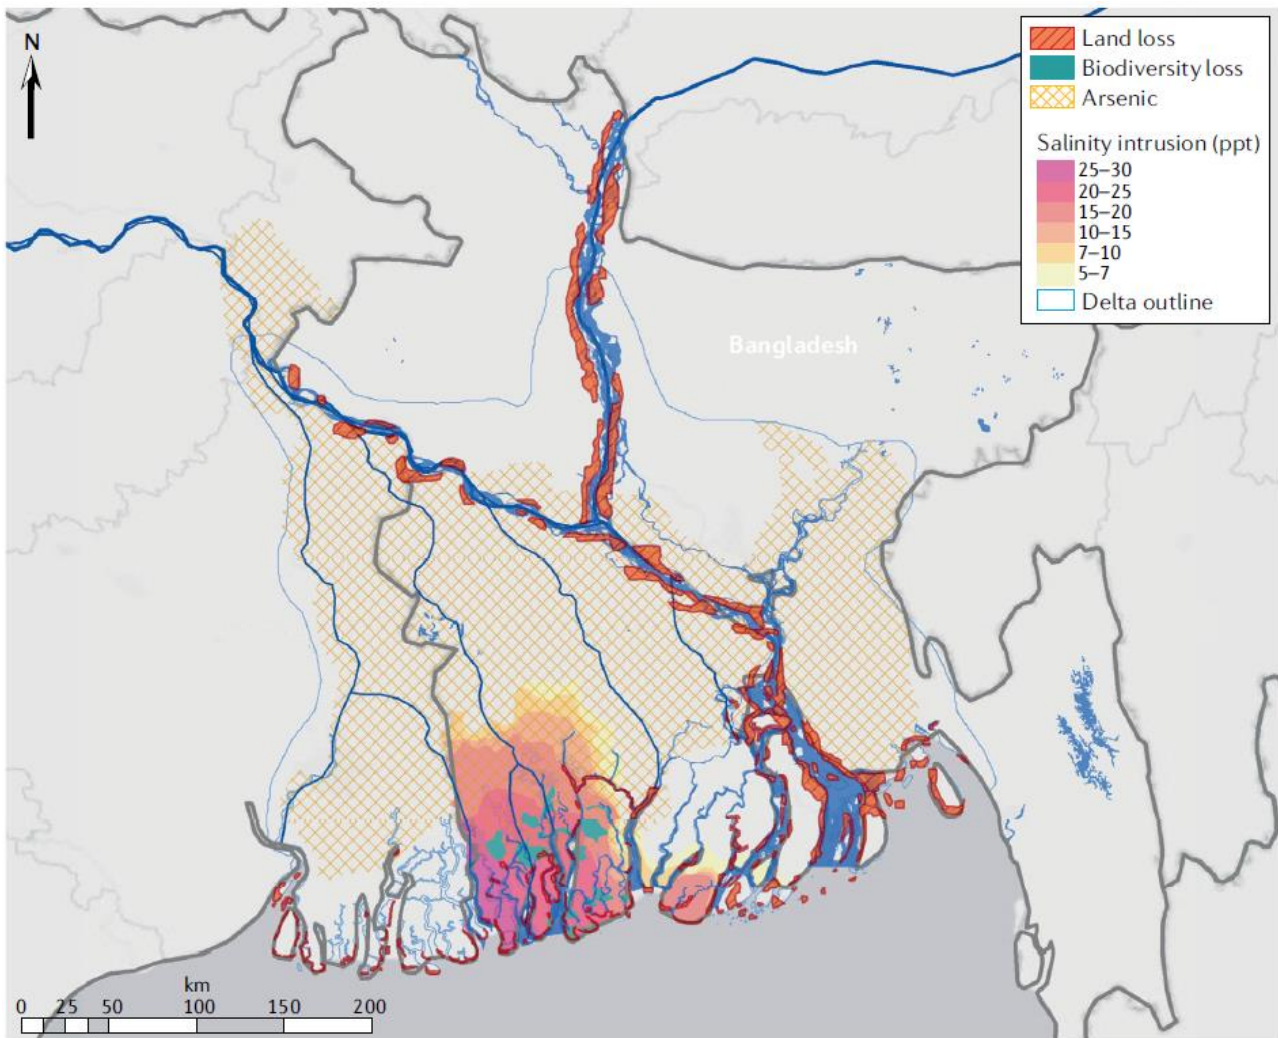 N
Land loss
Biodiversity loss
Arsenic
Salinity intrusion (ppt)
25–30
20–25
15–20
10–15
7–10
5–7
Delta outline
Bangladesh
km
0 25 50 100 150 200